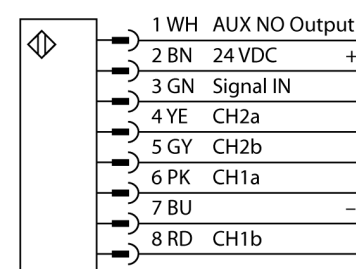 1 WH AUX NO Output
2 BN 24 VDC +
3 GN Signal IN
4 YE CH2a
5 GY CH2b
6 PK CH1a
7 BU –
8 RD CH1b